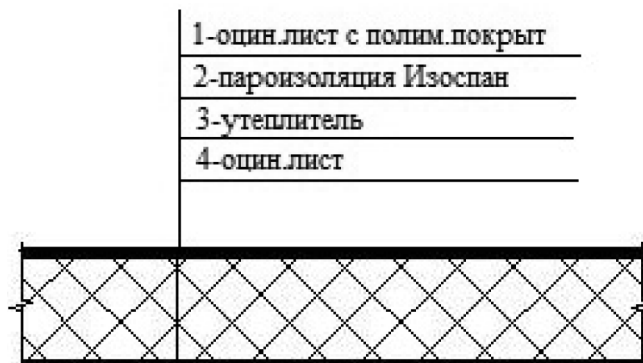 1-оцин.лист с полим.покрыт
2-пароизоляция Изоспан
3-утеплитель
4-оцин.лист